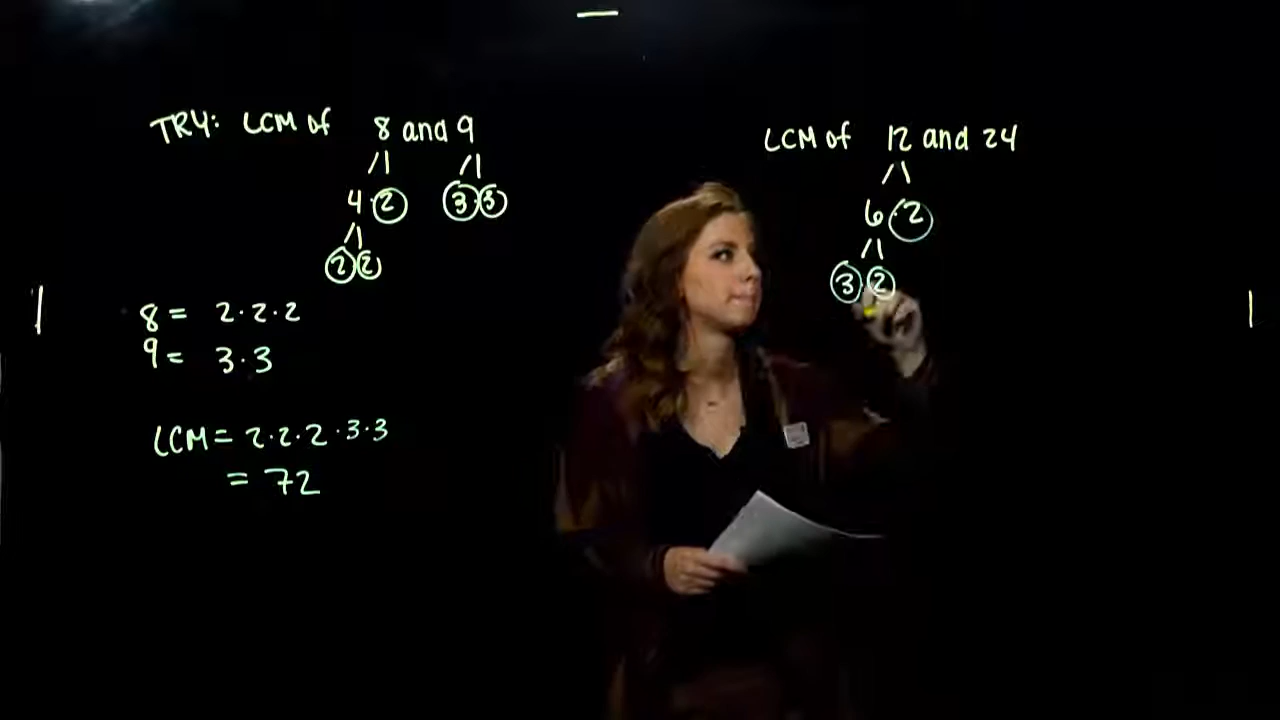 TRY: LCM of 8 and 9
4·2 3·3
2·2
8 = 2·2·2
9 = 3·3
LCM = 2·2·2·3·3
= 72
LCM of 12 and 24
6·2
3·2